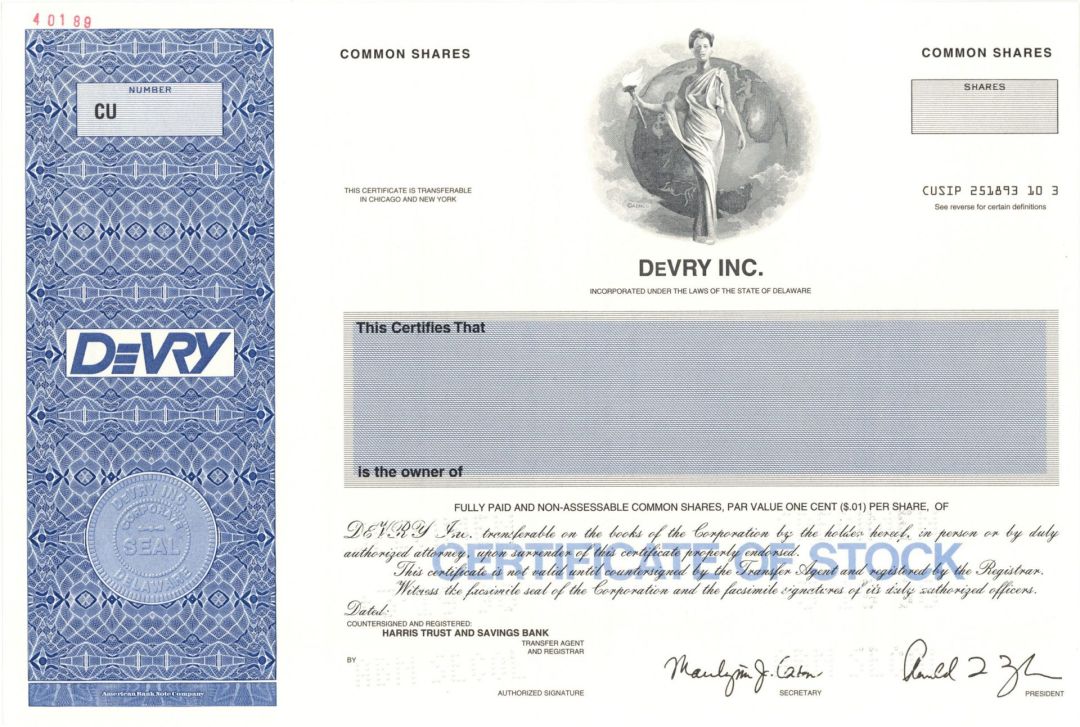 40189
NUMBER
CU
COMMON SHARES
COMMON SHARES
SHARES
THIS CERTIFICATE IS TRANSFERABLE
IN CHICAGO AND NEW YORK
CUSIP 251893 10 3
See reverse for certain definitions
DEVRY INC.
INCORPORATED UNDER THE LAWS OF THE STATE OF DELAWARE
This Certifies That
DEVRY
is the owner of
DEVRY INC.
CORPORATE
SEAL
DELAWARE
FULLY PAID AND NON-ASSESSABLE COMMON SHARES, PAR VALUE ONE CENT ($.01) PER SHARE, OF
DEVRY Inc. transferable on the books of the Corporation by the holder hereof, in person or by duly
authorized attorney, upon surrender of this certificate properly endorsed.
CERTIFICATE OF STOCK
This certificate is not valid until countersigned by the Transfer Agent and registered by the Registrar.
Witness the facsimile seal of the Corporation and the facsimile signatures of its duly authorized officers.
Dated:
COUNTERSIGNED AND REGISTERED:
HARRIS TRUST AND SAVINGS BANK
TRANSFER AGENT
AND REGISTRAR
BY
AUTHORIZED SIGNATURE
Marilynn J. Cason
SECRETARY
PRESIDENT
American Bank Note Company